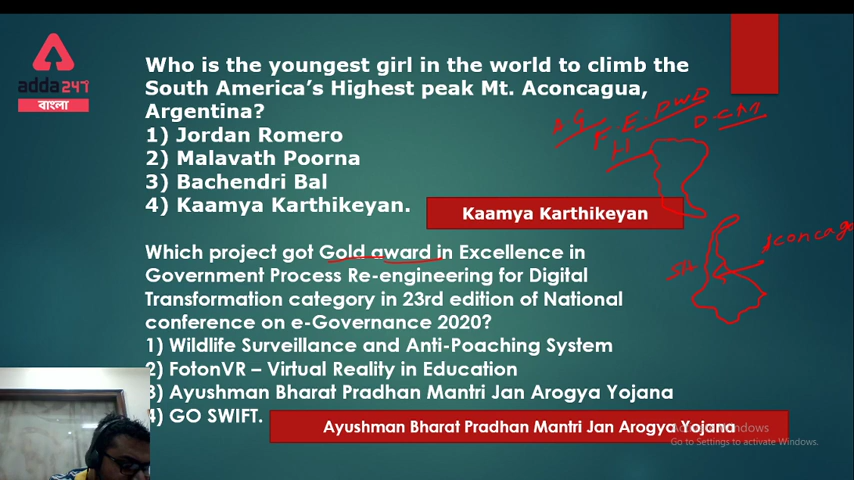 adda247
বাংলা
Who is the youngest girl in the world to climb the
South America's Highest peak Mt. Aconcagua,
Argentina?
1) Jordan Romero
2) Malavath Poorna
3) Bachendri Bal
4) Kaamya Karthikeyan.
Kaamya Karthikeyan
Which project got Gold award in Excellence in
Government Process Re-engineering for Digital
Transformation category in 23rd edition of National
conference on e-Governance 2020?
1) Wildlife Surveillance and Anti-Poaching System
2) FotonVR – Virtual Reality in Education
3) Ayushman Bharat Pradhan Mantri Jan Arogya Yojana
4) GO SWIFT.
Ayushman Bharat Pradhan Mantri Jan Arogya Yojana
Activate Windows
Go to Settings to activate Windows.